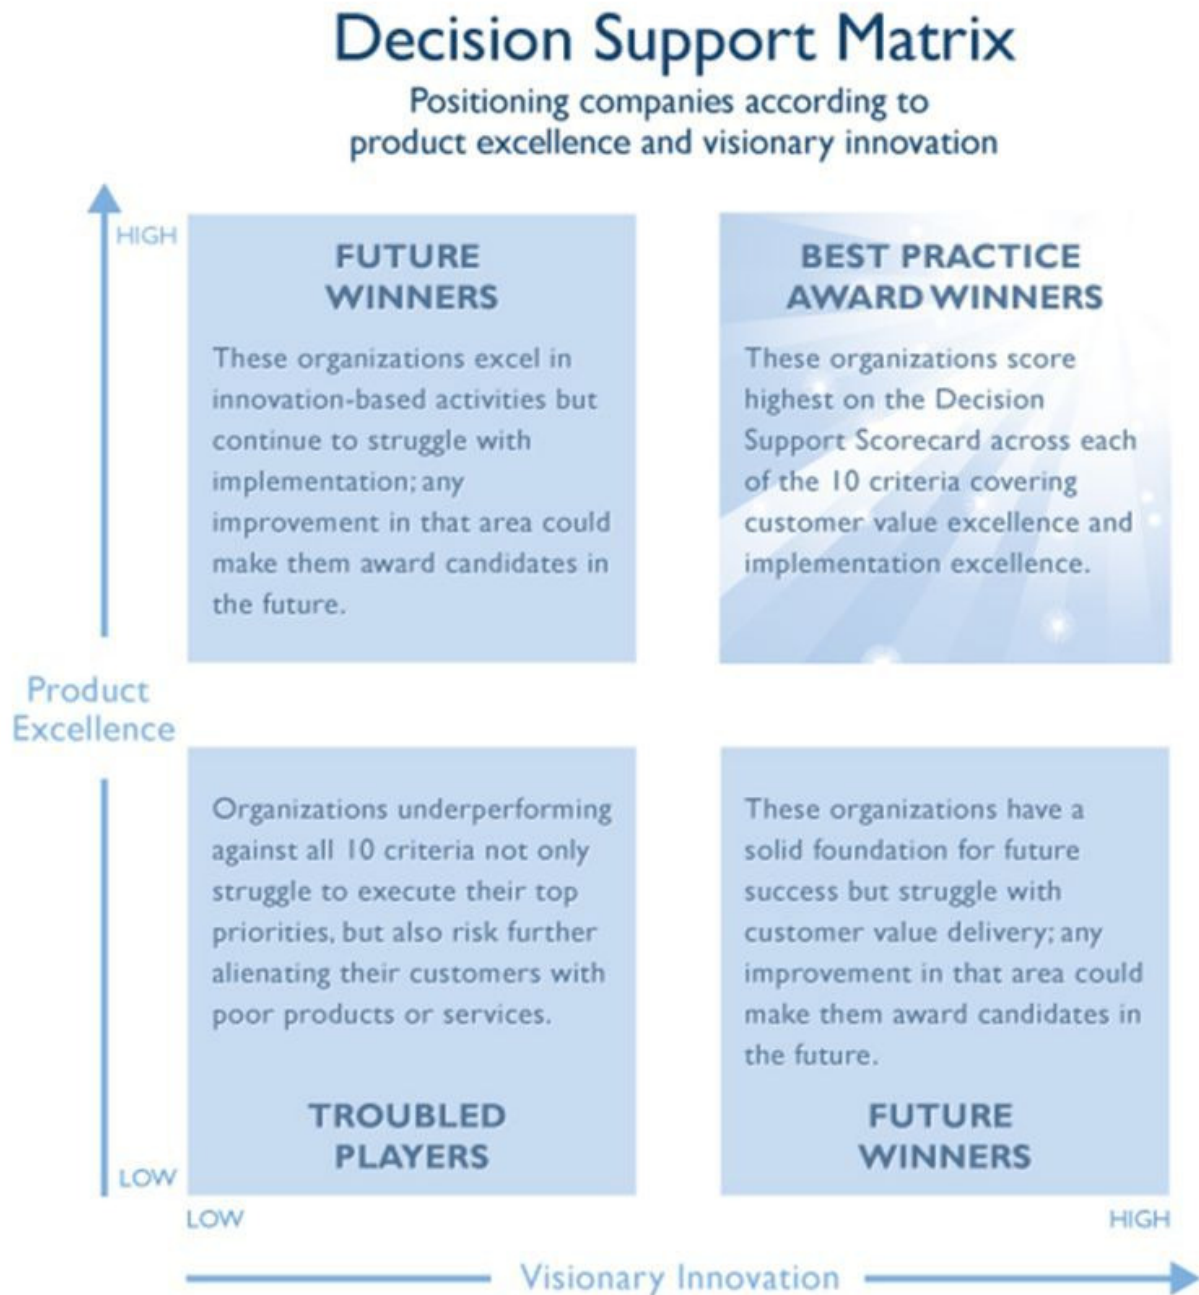 Decision Support Matrix
Positioning companies according to
product excellence and visionary innovation
HIGH
FUTURE
WINNERS
These organizations excel in
innovation-based activities but
continue to struggle with
implementation; any
improvement in that area could
make them award candidates in
the future.
BEST PRACTICE
AWARD WINNERS
These organizations score
highest on the Decision
Support Scorecard across each
of the 10 criteria covering
customer value excellence and
implementation excellence.
Product
Excellence
Organizations underperforming
against all 10 criteria not only
struggle to execute their top
priorities, but also risk further
alienating their customers with
poor products or services.
TROUBLED
PLAYERS
These organizations have a
solid foundation for future
success but struggle with
customer value delivery; any
improvement in that area could
make them award candidates in
the future.
FUTURE
WINNERS
LOW
LOW
HIGH
Visionary Innovation